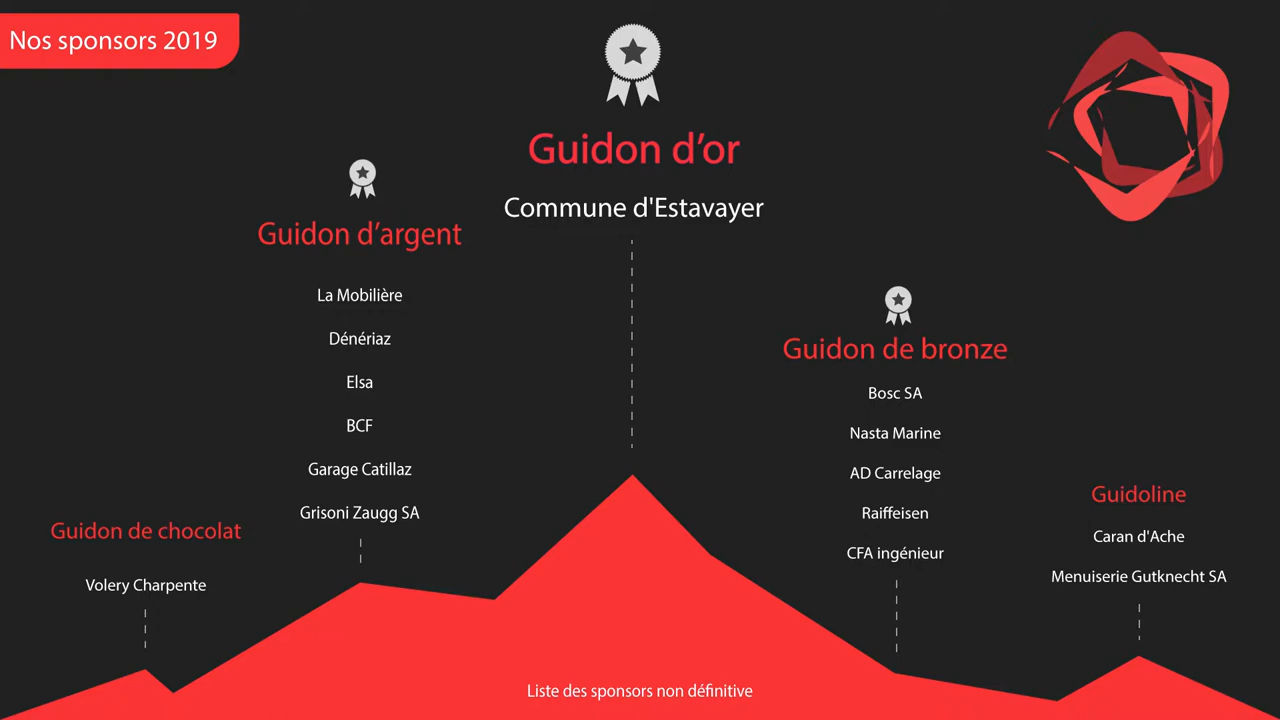 Nos sponsors 2019
Guidon d’or
Commune d'Estavayer
Guidon d’argent
La Mobilière
Dénériaz
Elsa
BCF
Garage Catillaz
Grisoni Zaugg SA
Guidon de bronze
Bosc SA
Nasta Marine
AD Carrelage
Raiffeisen
CFA ingénieur
Guidon de chocolat
Volery Charpente
Guidoline
Caran d'Ache
Menuiserie Gutknecht SA
Liste des sponsors non définitive